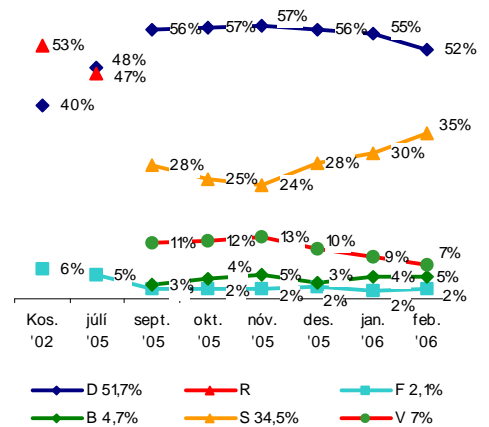 57%
56% 57% 56% 55%
53% 52%
48%
47%
40%
35%
28% 25% 24% 28% 30%
11% 12% 13% 10% 9% 7%
6% 5% 3% 4% 5% 3% 4% 5%
2% 2% 2% 2% 2%
Kos. júlí sept. okt. nóv. des. jan. feb.
'02 '05 '05 '05 '05 '05 '06 '06
D 51,7% R F 2,1%
B 4,7% S 34,5% V 7%